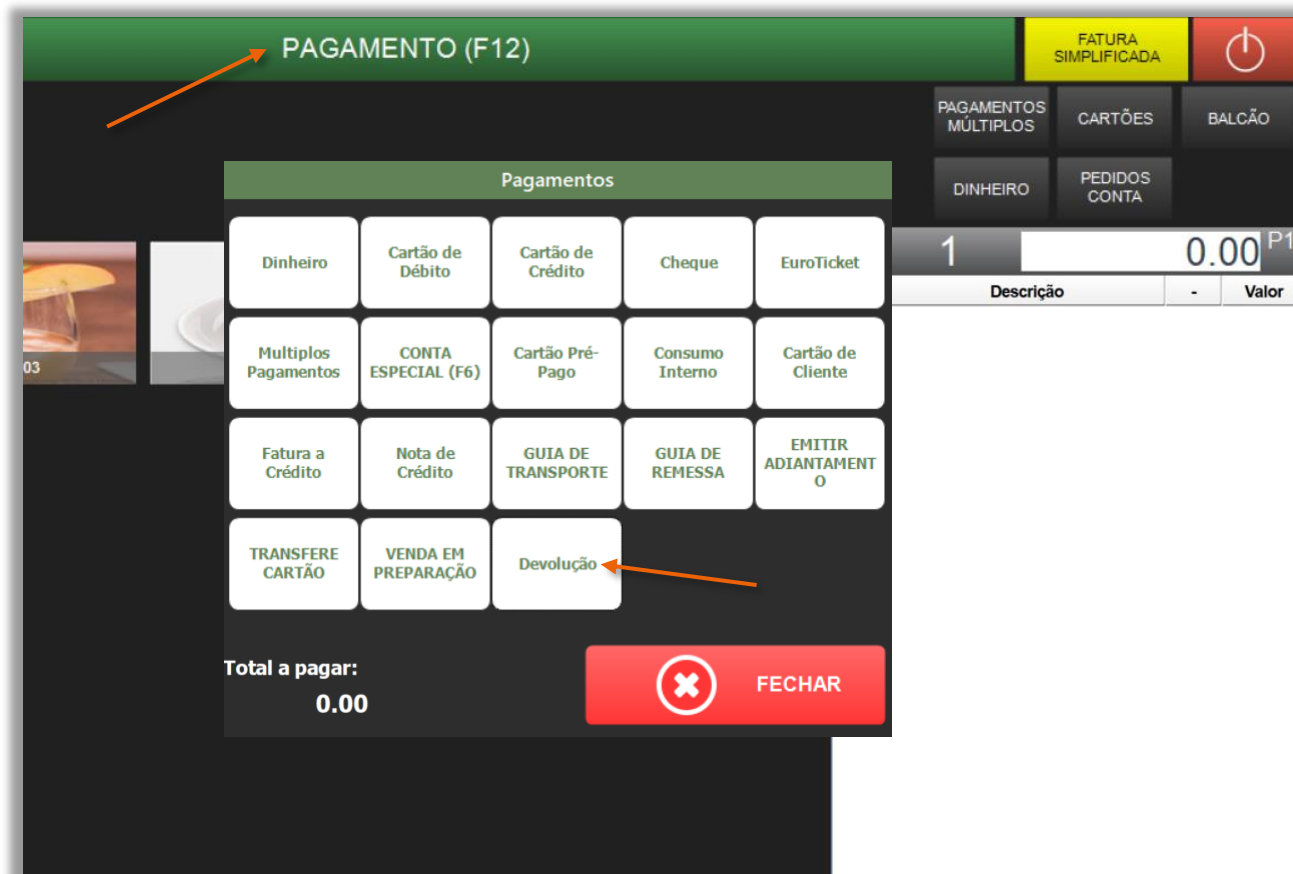 PAGAMENTO (F12)
FATURA
SIMPLIFICADA
PAGAMENTOS
MÚLTIPLOS
CARTÕES
BALCÃO
DINHEIRO
PEDIDOS
CONTA
Pagamentos
Dinheiro
Cartão de
Débito
Cartão de
Crédito
Cheque
EuroTicket
Multiplos
Pagamentos
CONTA
ESPECIAL (F6)
Cartão Pré-
Pago
Consumo
Interno
Cartão de
Cliente
Fatura a
Crédito
Nota de
Crédito
GUIA DE
TRANSPORTE
GUIA DE
REMESSA
EMITIR
ADIANTAMENT
O
TRANSFERE
CARTÃO
VENDA EM
PREPARAÇÃO
Devolução
Total a pagar:
0.00
FECHAR
1 0.00 P1
Descrição - Valor
03